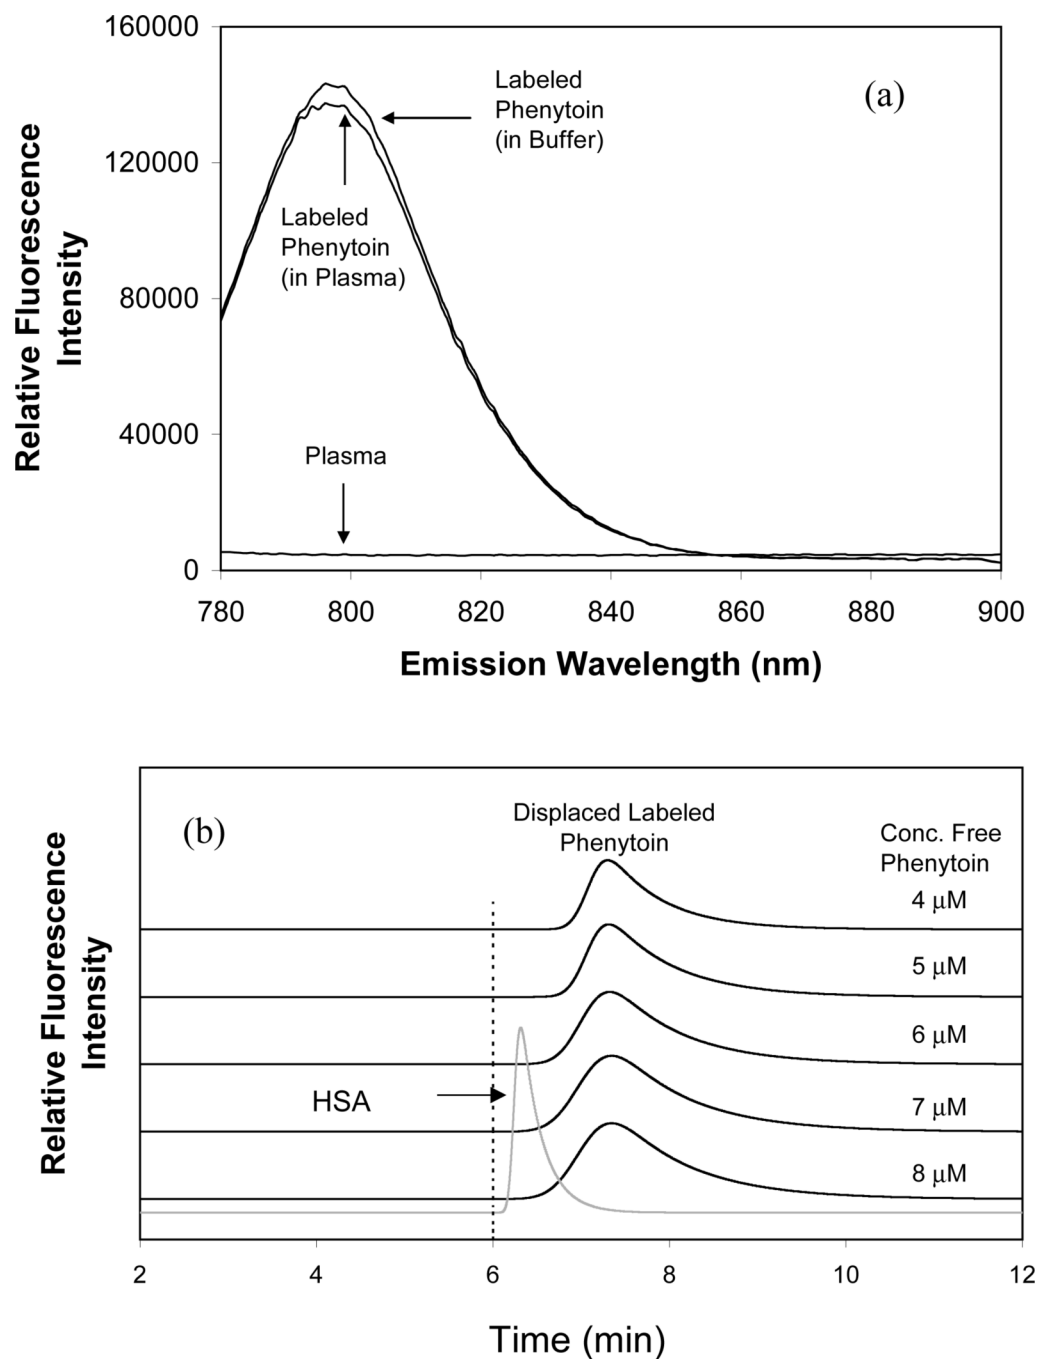 160000
120000
80000
40000
0
Relative Fluorescence
Intensity
(a)
Labeled
Phenytoin
(in Buffer)
Labeled
Phenytoin
(in Plasma)
Plasma
780 800 820 840 860 880 900
Emission Wavelength (nm)
(b)
Displaced Labeled
Phenytoin
Conc. Free
Phenytoin
4 μM
5 μM
6 μM
7 μM
8 μM
HSA
Relative Fluorescence
Intensity
2 4 6 8 10 12
Time (min)